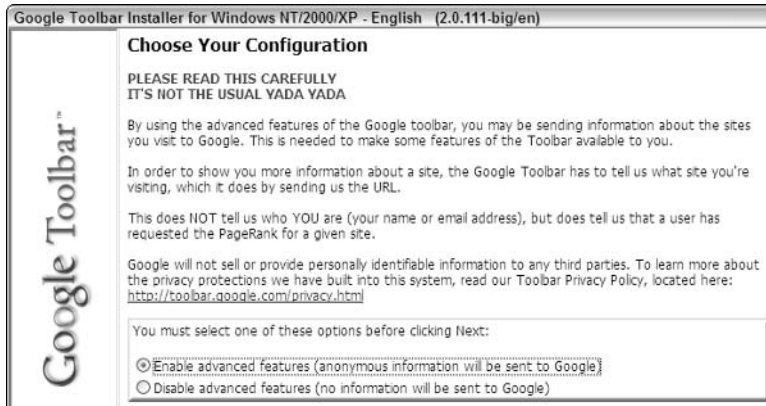 Google Toolbar Installer for Windows NT/2000/XP - English (2.0.111-big/en)
Google Toolbar™
Choose Your Configuration
PLEASE READ THIS CAREFULLY
IT'S NOT THE USUAL YADA YADA
By using the advanced features of the Google toolbar, you may be sending information about the sites
you visit to Google. This is needed to make some features of the Toolbar available to you.
In order to show you more information about a site, the Google Toolbar has to tell us what site you're
visiting, which it does by sending us the URL.
This does NOT tell us who YOU are (your name or email address), but does tell us that a user has
requested the PageRank for a given site.
Google will not sell or provide personally identifiable information to any third parties. To learn more about
the privacy protections we have built into this system, read our Toolbar Privacy Policy, located here:
http://toolbar.google.com/privacy.html
You must select one of these options before clicking Next:
Enable advanced features (anonymous information will be sent to Google)
Disable advanced features (no information will be sent to Google)